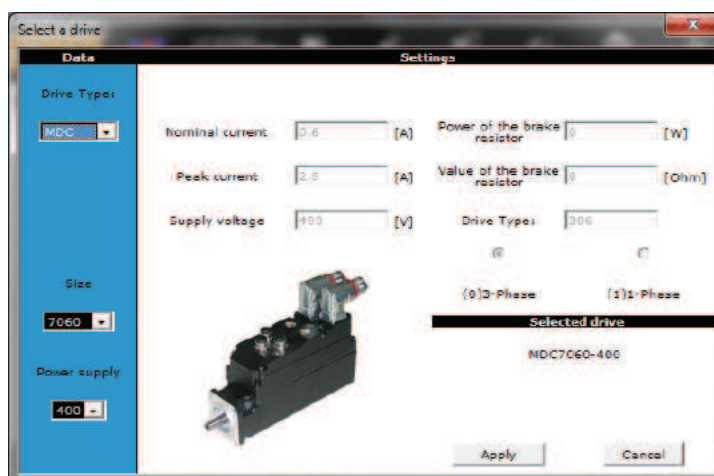 Select a drive
Data
Settings
Drive Type:
MDC
Nominal current 0.6 [A]
Power of the brake resistor 0 [W]
Peak current 2.5 [A]
Value of the brake resistor 0 [Ohm]
Supply voltage 400 [V]
Drive Type: 306
Size
7060
(0)3-Phase (1)1-Phase
Selected drive
MDC7060-400
Power supply
400
Apply Cancel